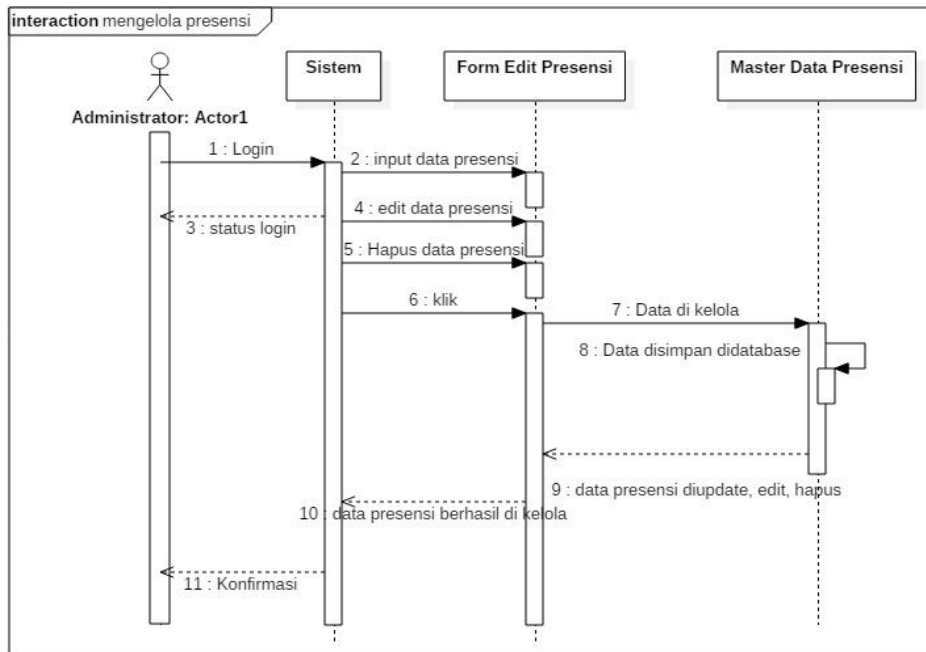 interaction mengelola presensi
Sistem
Form Edit Presensi
Master Data Presensi
Administrator: Actor1
1 : Login
2 : input data presensi
3 : status login
4 : edit data presensi
5 : Hapus data presensi
6 : klik
7 : Data di kelola
8 : Data disimpan didatabase
9 : data presensi diupdate, edit, hapus
10 : data presensi berhasil di kelola
11 : Konfirmasi